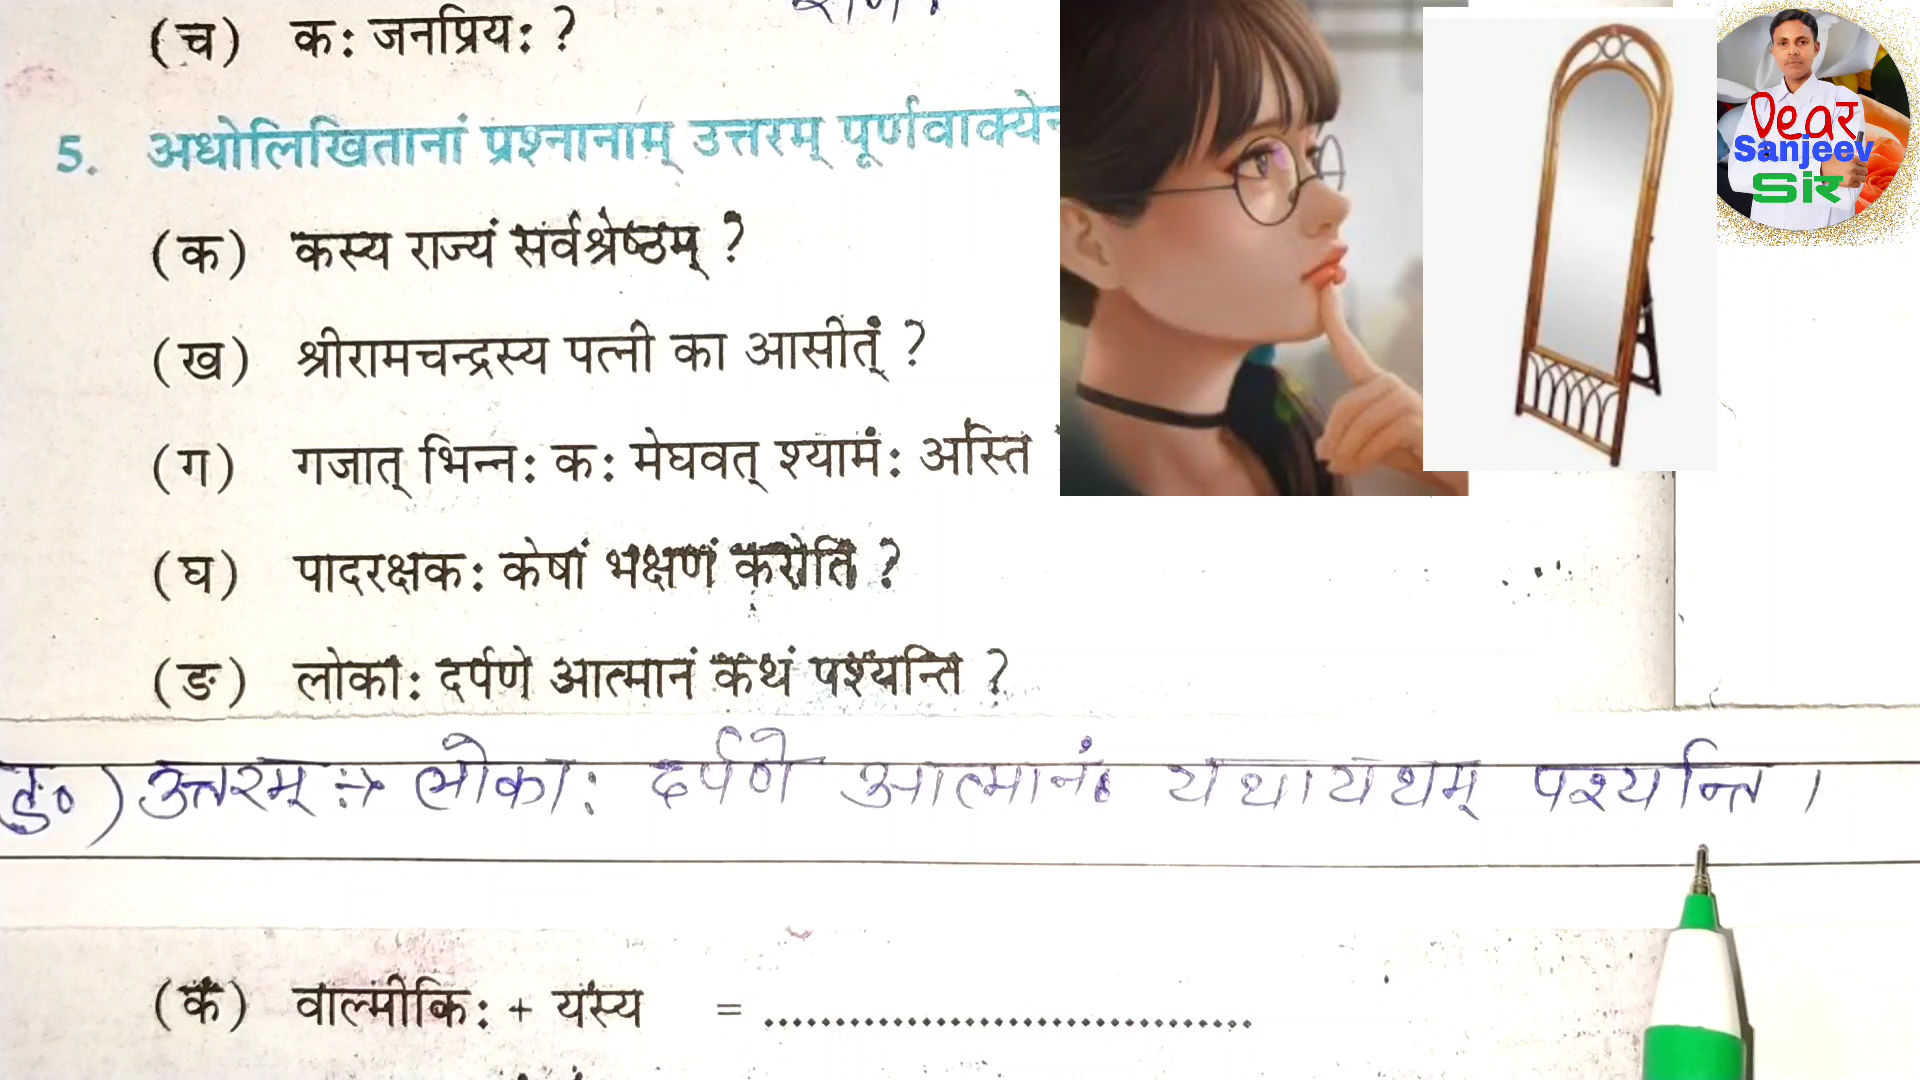 (च) कः जनप्रियः ?
5. अधोलिखितानां प्रश्नानाम् उत्तरम् पूर्णवाक्येन
(क) कस्य राज्यं सर्वश्रेष्ठम् ?
(ख) श्रीरामचन्द्रस्य पत्नी का आसीत् ?
(ग) गजात् भिन्नः कः मेघवत् श्यामः अस्ति
(घ) पादरक्षकः केषां भक्षणं करोति ?
(ङ) लोकाः दर्पणे आत्मानं कथं पश्यन्ति ?
ङ०) उत्तरम् :→ लोकाः दर्पणे आत्मानं यथायथम् पश्यन्ति ।
(क) वाल्मीकिः + यस्य = ........................................
Dear
Sanjeev
Sir